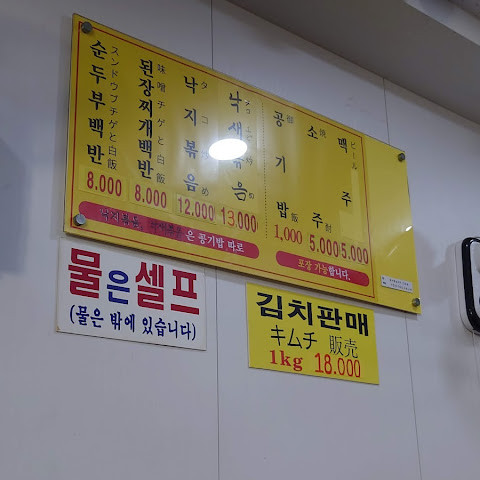 순두부백반
スンドゥブチゲと白飯
8.000
된장찌개백반
味噌チゲと白飯
8.000
낙지볶음
12.000
낙새볶음
13.000
공기밥
御飯
1,000
소주
焼酎
5.000
맥주
ビール
5.000
은 공기밥 따로
포장 가능합니다.
물은셀프
(물은 밖에 있습니다)
김치판매
キムチ 販売
1kg 18.000